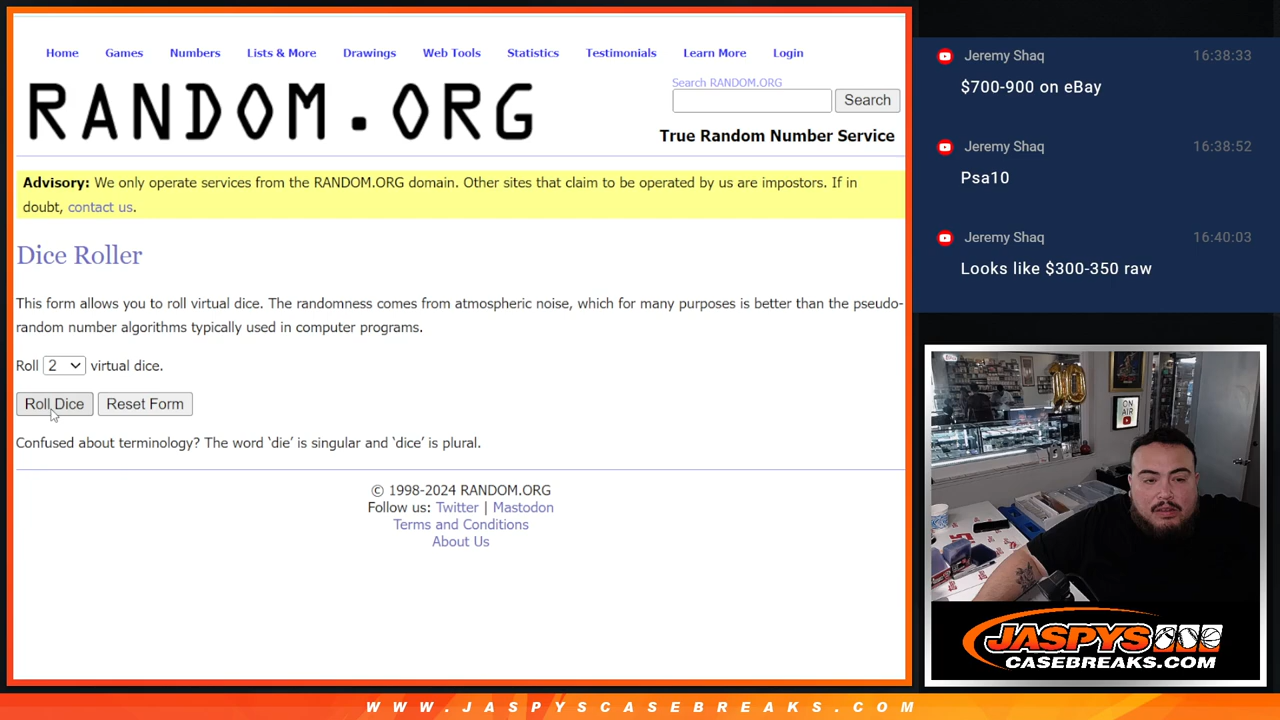 Home Games Numbers Lists & More Drawings Web Tools Statistics Testimonials Learn More Login
RANDOM.ORG
Search RANDOM.ORG
Search
True Random Number Service
Advisory: We only operate services from the RANDOM.ORG domain. Other sites that claim to be operated by us are impostors. If in
doubt, contact us.
Dice Roller
This form allows you to roll virtual dice. The randomness comes from atmospheric noise, which for many purposes is better than the pseudo-
random number algorithms typically used in computer programs.
Roll 2 virtual dice.
Roll Dice Reset Form
Confused about terminology? The word ‘die’ is singular and ‘dice’ is plural.
© 1998-2024 RANDOM.ORG
Follow us: Twitter | Mastodon
Terms and Conditions
About Us
Jeremy Shaq 16:38:33
$700-900 on eBay
Jeremy Shaq 16:38:52
Psa10
Jeremy Shaq 16:40:03
Looks like $300-350 raw
10
ON
AIR
JASPYS
CASEBREAKS.COM
WWW.JASPYSCASEBREAKS.COM